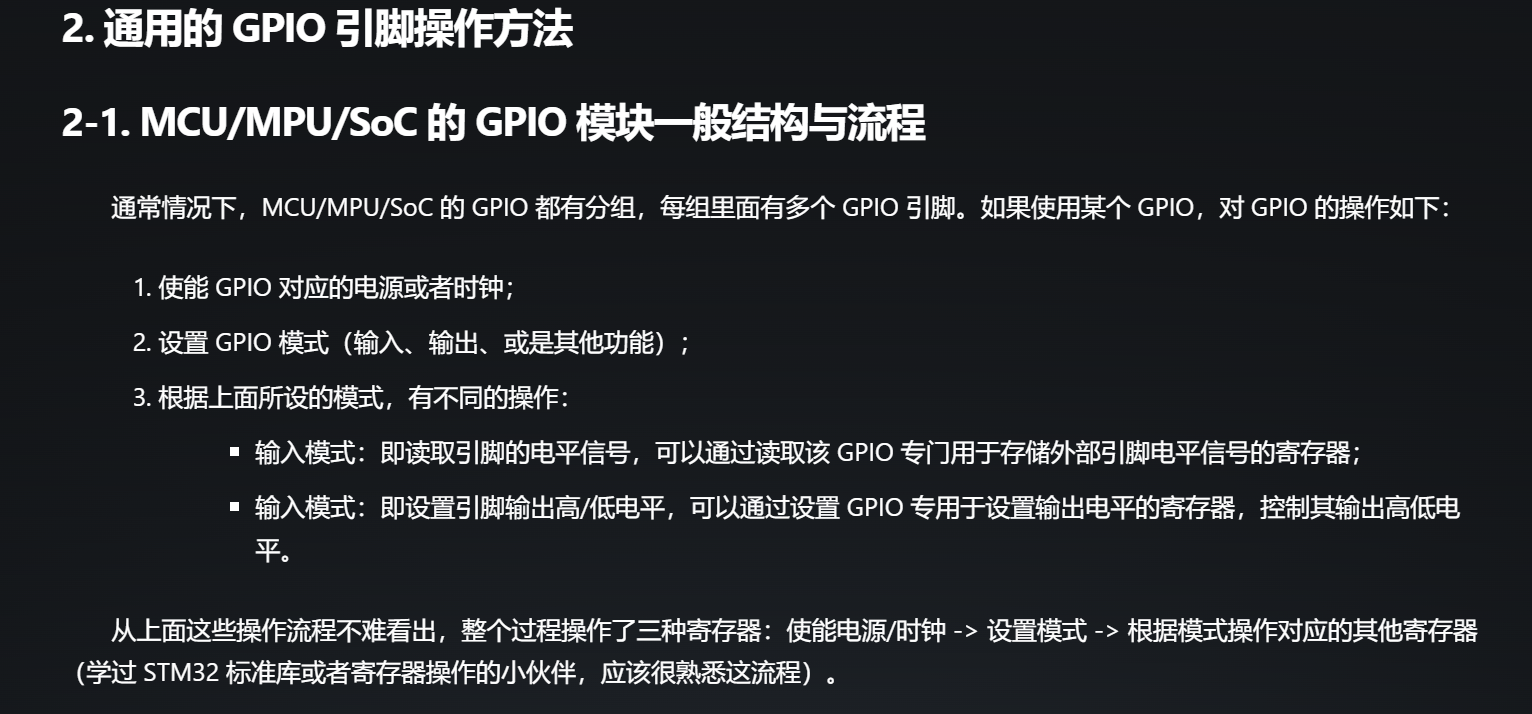 2. 通用的 GPIO 引脚操作方法
2-1. MCU/MPU/SoC 的 GPIO 模块一般结构与流程
通常情况下，MCU/MPU/SoC 的 GPIO 都有分组，每组里面有多个 GPIO 引脚。如果使用某个 GPIO，对 GPIO 的操作如下：
1. 使能 GPIO 对应的电源或者时钟；
2. 设置 GPIO 模式（输入、输出、或是其他功能）；
3. 根据上面所设的模式，有不同的操作：
▪ 输入模式：即读取引脚的电平信号，可以通过读取该 GPIO 专门用于存储外部引脚电平信号的寄存器；
▪ 输入模式：即设置引脚输出高/低电平，可以通过设置 GPIO 专用于设置输出电平的寄存器，控制其输出高低电
平。
从上面这些操作流程不难看出，整个过程操作了三种寄存器：使能电源/时钟 -> 设置模式 -> 根据模式操作对应的其他寄存器
（学过 STM32 标准库或者寄存器操作的小伙伴，应该很熟悉这流程）。